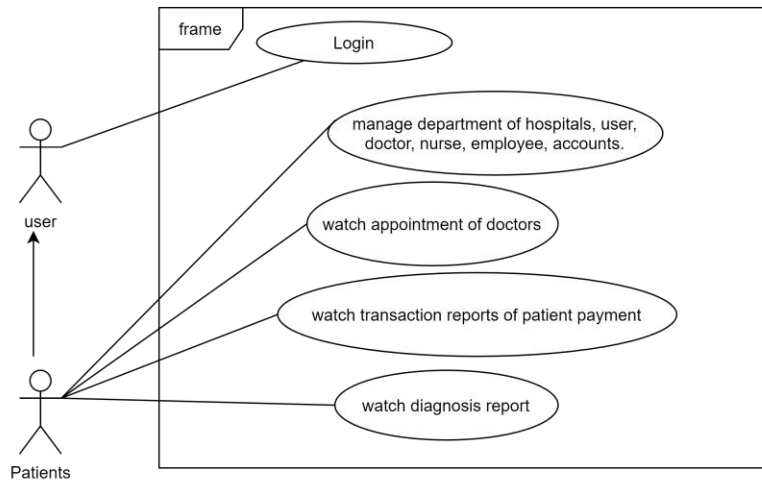 frame
Login
manage department of hospitals, user,
doctor, nurse, employee, accounts.
user
watch appointment of doctors
watch transaction reports of patient payment
watch diagnosis report
Patients